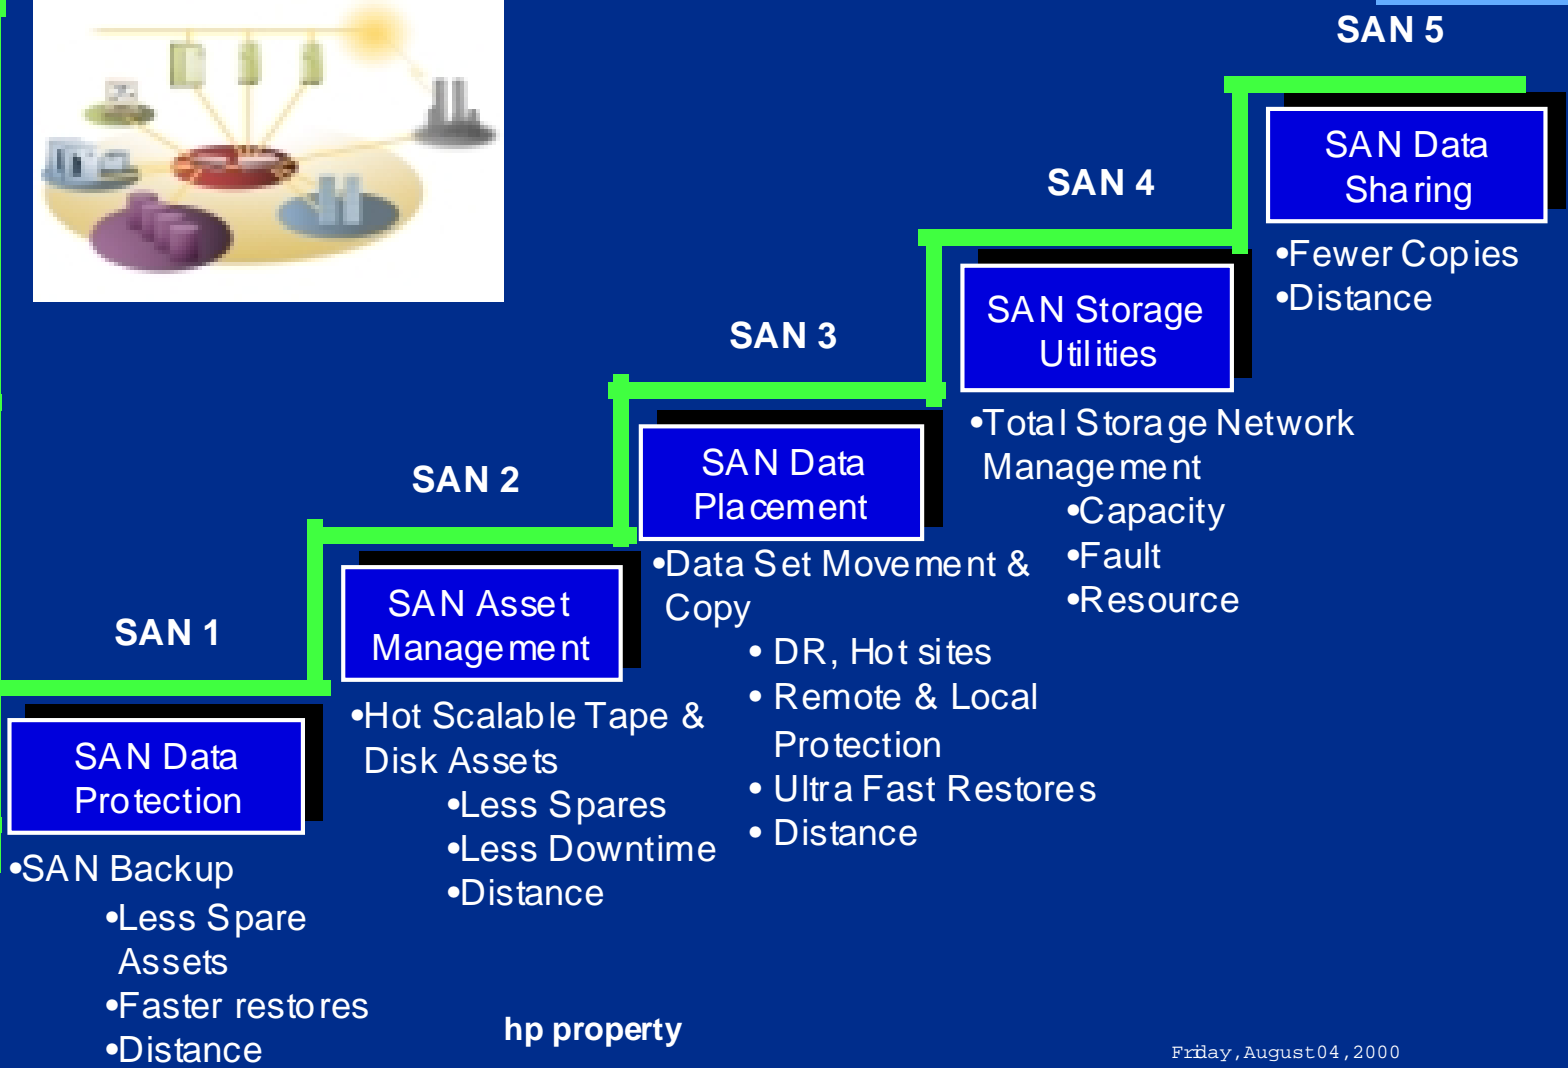 SAN 1
SAN Data
Protection
•SAN Backup
•Less Spare
Assets
•Faster restores
•Distance
SAN 2
SAN Asset
Management
•Hot Scalable Tape &
Disk Assets
•Less Spares
•Less Downtime
•Distance
SAN 3
SAN Data
Placement
•Data Set Movement &
Copy
• DR, Hot sites
• Remote & Local
Protection
• Ultra Fast Restores
• Distance
SAN 4
SAN Storage
Utilities
•Total Storage Network
Management
•Capacity
•Fault
•Resource
SAN 5
SAN Data
Sharing
•Fewer Copies
•Distance
hp property
Friday, August 04, 2000